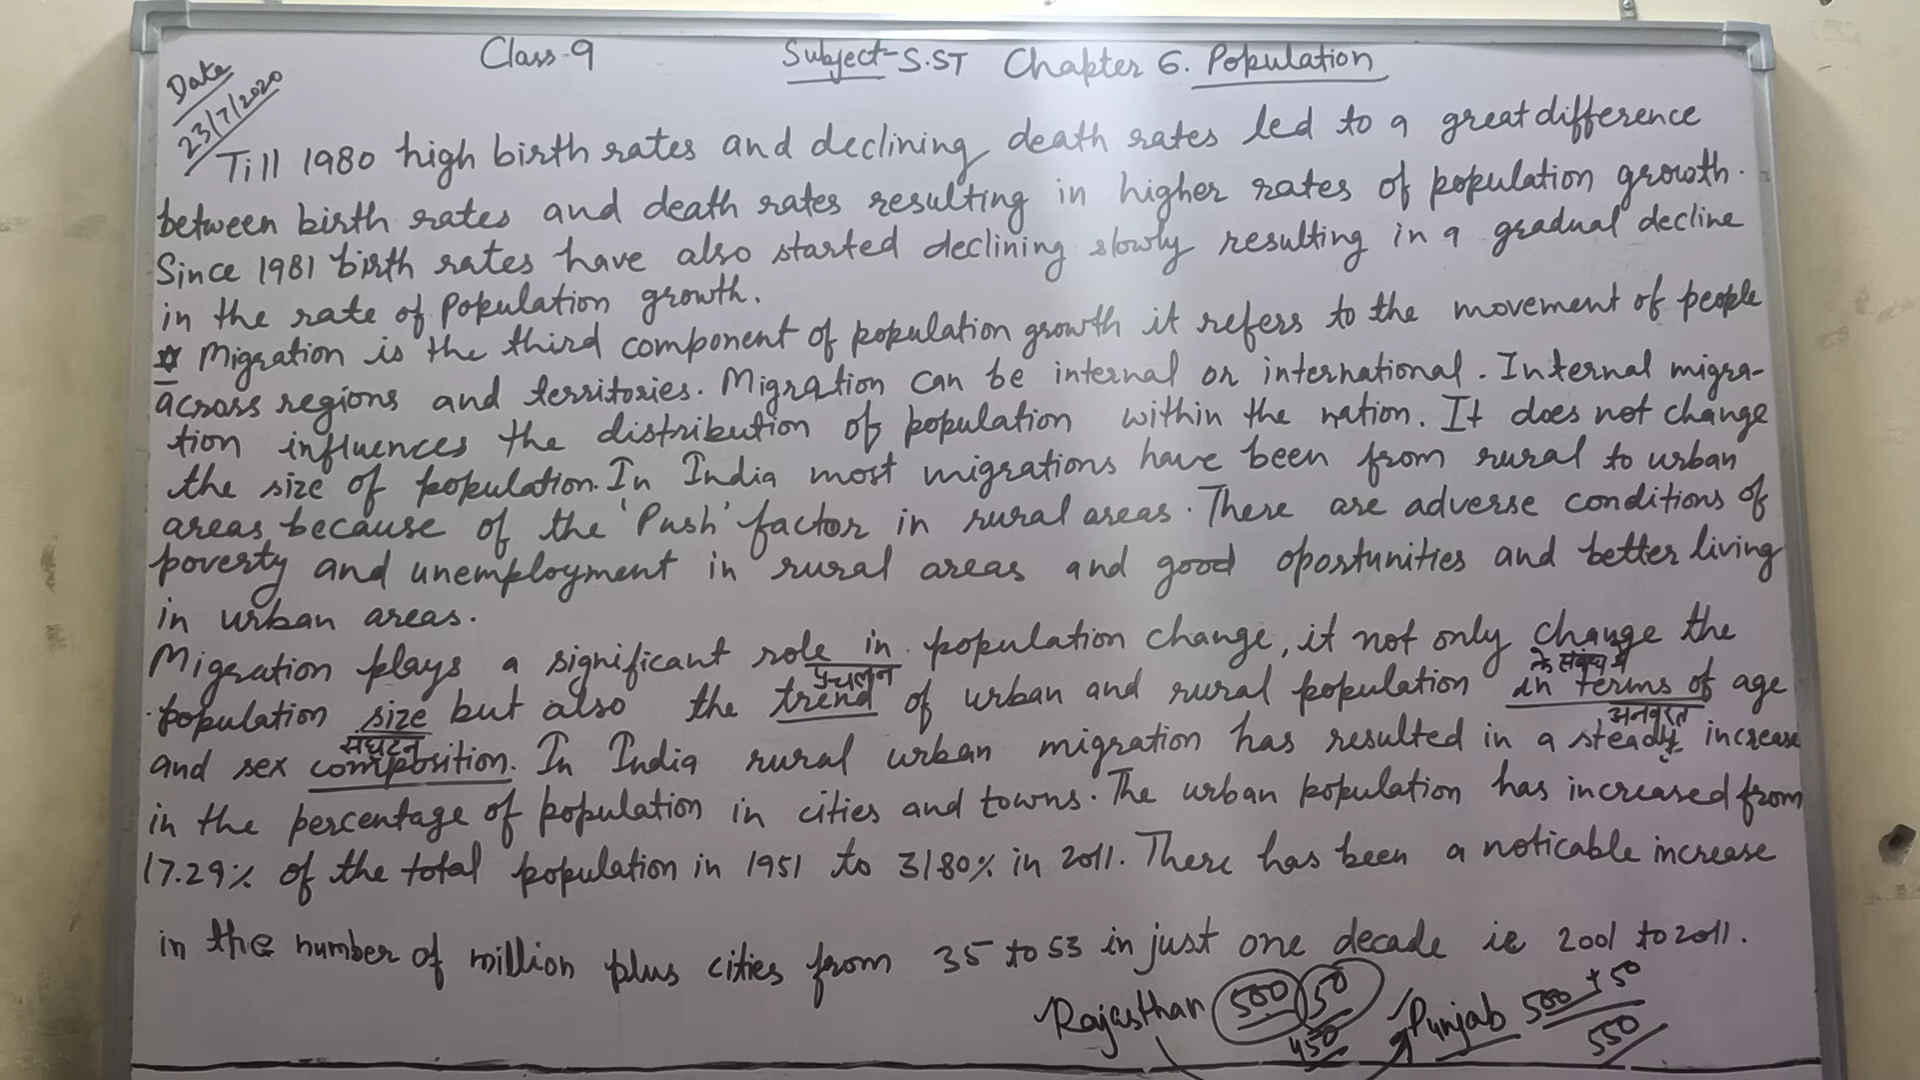 Class-9 Subject-S.ST Chapter 6. Population
Date
23/7/2020
Till 1980 high birth rates and declining death rates led to a great difference
between birth rates and death rates resulting in higher rates of population growth.
Since 1981 birth rates have also started declining slowly resulting in a gradual decline
in the rate of Population growth.
☆ Migration is the third component of population growth it refers to the movement of people
across regions and territories. Migration can be internal or international. Internal migra-
tion influences the distribution of population within the nation. It does not change
the size of population. In India most migrations have been from rural to urban
areas because of the 'Push' factor in rural areas. There are adverse conditions of
poverty and unemployment in rural areas and good oportunities and better living
in urban areas.
Migration plays a significant role in population change, it not only change the
प्रचलन के संबन्ध में
population size but also the trend of urban and rural population in terms of age
संघटन अनवरत
and sex composition. In India rural urban migration has resulted in a steady increase
in the percentage of population in cities and towns. The urban population has increased from
17.29% of the total population in 1951 to 31.80% in 2011. There has been a noticable increase
in the number of million plus cities from 35 to 53 in just one decade ie 2001 to 2011.
Rajasthan 500 50 Punjab 500 + 50
450 550